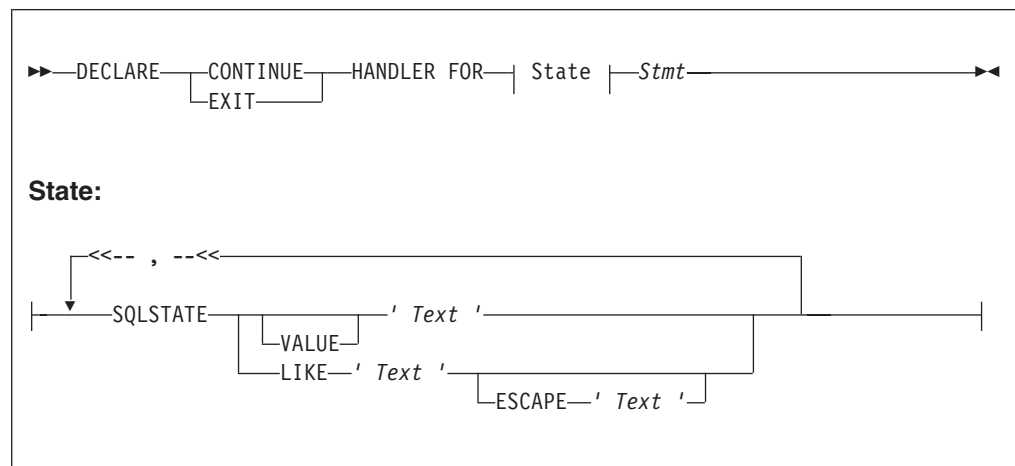 DECLARE CONTINUE HANDLER FOR State Stmt
EXIT
State:
<<-- , --<<
SQLSTATE ' Text '
VALUE
LIKE ' Text '
ESCAPE ' Text '